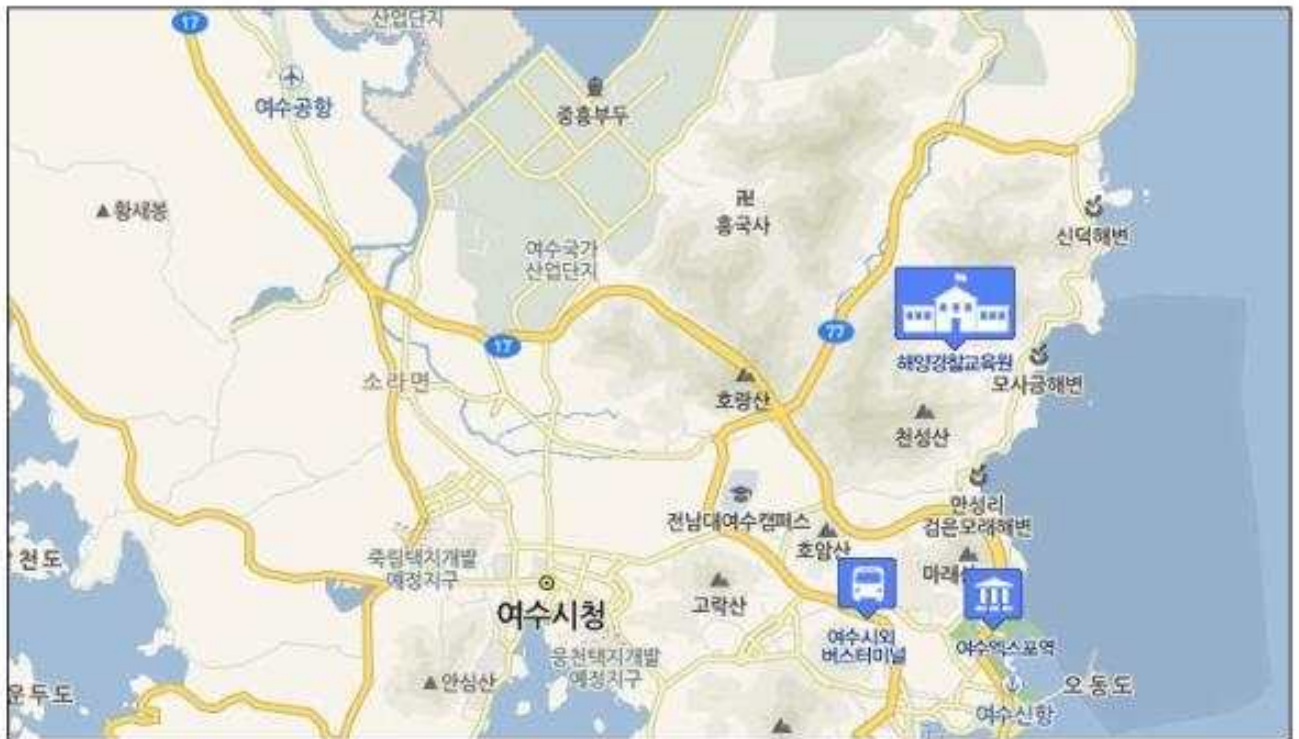 17
산업단지
여수공항
중흥부두
황새봉
흥국사
신덕해변
여수국가
산업단지
해양경찰교육원
77
17
소라면
호랑산
모사금해변
천성산
만성리
검은모래해변
전남대여수캠퍼스
호암산
마래산
죽림택지개발
예정지구
천도
고락산
여수시청
여수시외
버스터미널
여수엑스포역
웅천택지개발
예정지구
안심산
운두도
오동도
여수신항